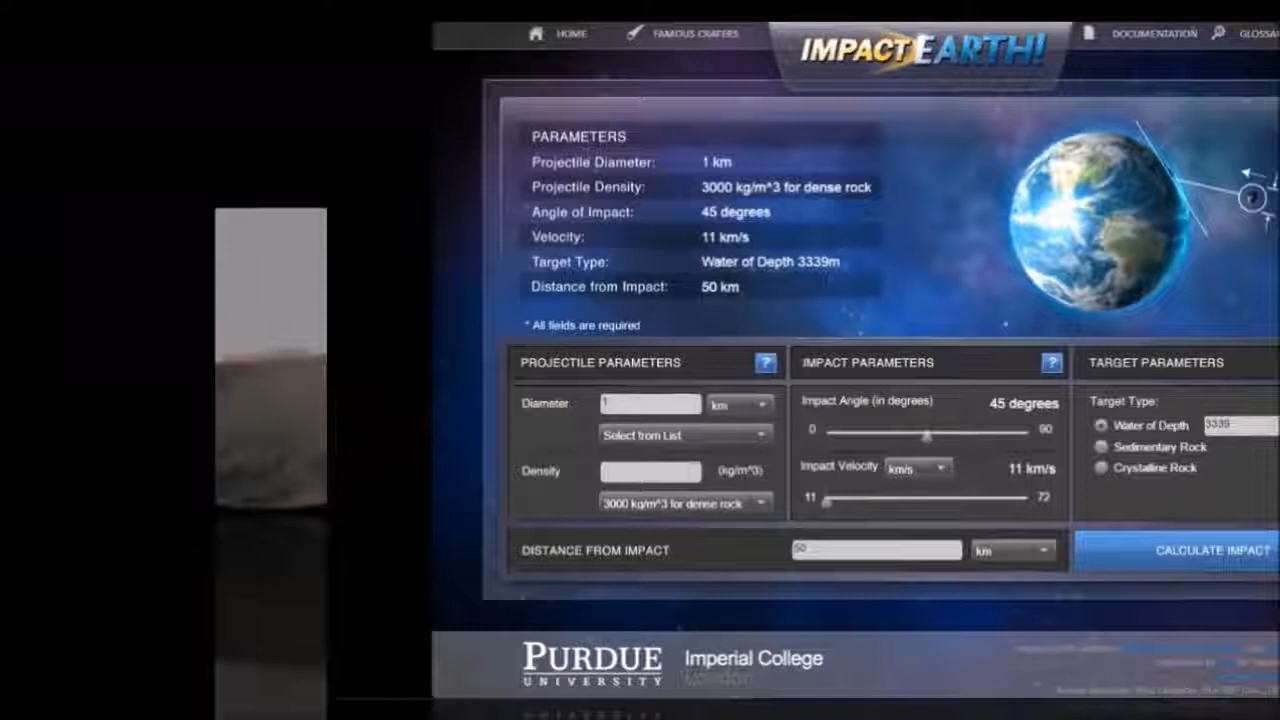 HOME
FAMOUS CRATERS
IMPACT EARTH!
DOCUMENTATION
PARAMETERS
Projectile Diameter: 1 km
Projectile Density: 3000 kg/m^3 for dense rock
Angle of Impact: 45 degrees
Velocity: 11 km/s
Target Type: Water of Depth 3339m
Distance from Impact: 50 km
* All fields are required
PROJECTILE PARAMETERS ?
IMPACT PARAMETERS ?
TARGET PARAMETERS
Diameter 1 km
Select from List
Density (kg/m^3)
3000 kg/m^3 for dense rock
Impact Angle (in degrees) 45 degrees
0 90
Impact Velocity km/s 11 km/s
11 72
Target Type:
Water of Depth 3339
Sedimentary Rock
Crystalline Rock
DISTANCE FROM IMPACT 50 km
CALCULATE IMPACT
PURDUE
UNIVERSITY
Imperial College
London